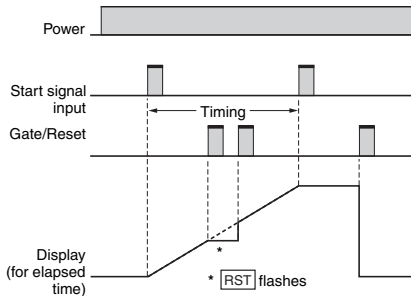 Power
Start signal
input
Timing
Gate/Reset
Display
(for elapsed
time)
*
* RST flashes